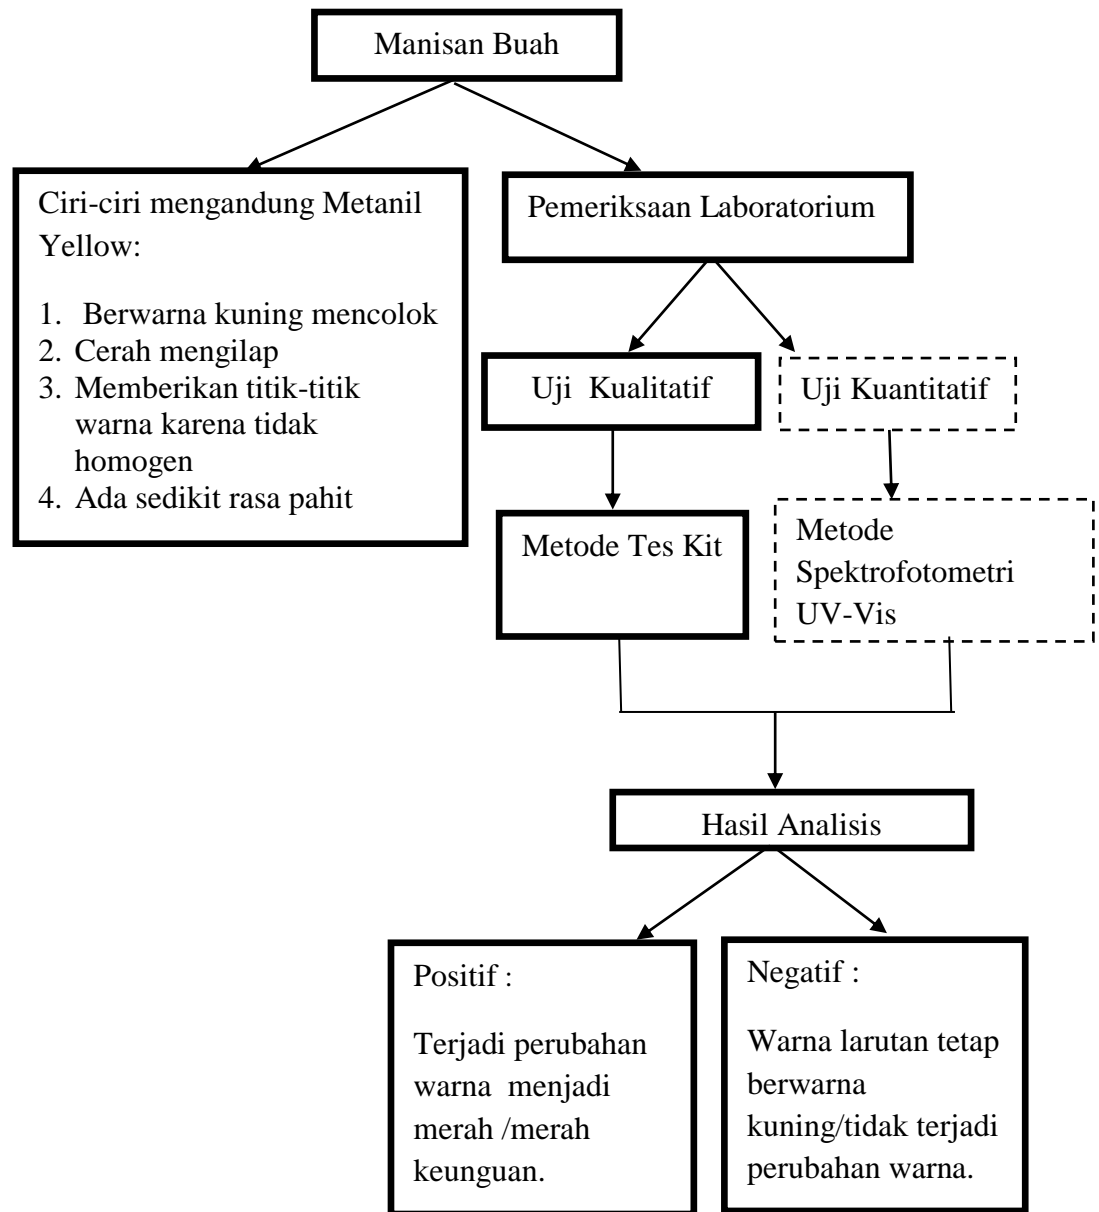 Manisan Buah
Ciri-ciri mengandung Metanil
Yellow:
1. Berwarna kuning mencolok
2. Cerah mengilap
3. Memberikan titik-titik
warna karena tidak
homogen
4. Ada sedikit rasa pahit
Pemeriksaan Laboratorium
Uji Kualitatif
Uji Kuantitatif
Metode Tes Kit
Metode
Spektrofotometri
UV-Vis
Hasil Analisis
Positif :
Terjadi perubahan
warna menjadi
merah /merah
keunguan.
Negatif :
Warna larutan tetap
berwarna
kuning/tidak terjadi
perubahan warna.